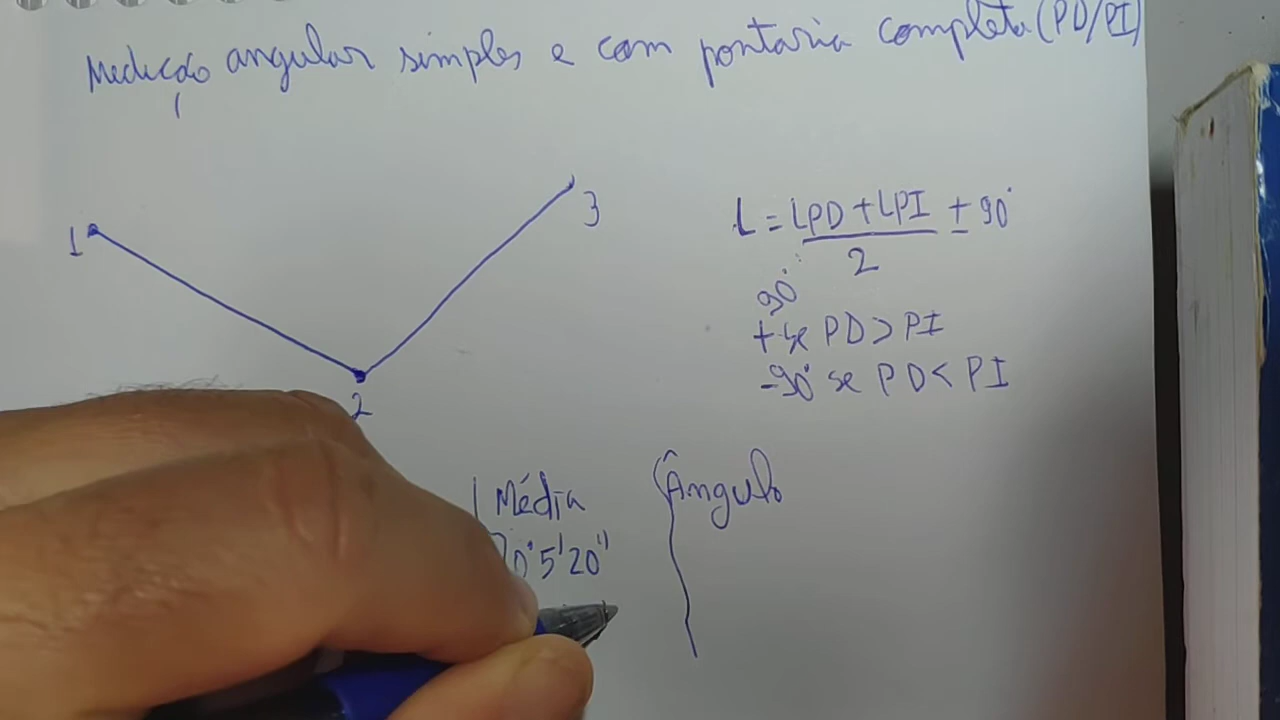 Medição angular simples e com pontaria completa (PD/PI)
1
3
2
L = LPD + LPI ± 90°
2
90°
+ se PD > PI
-90° se PD < PI
Média
Ângulo
0° 5' 20"